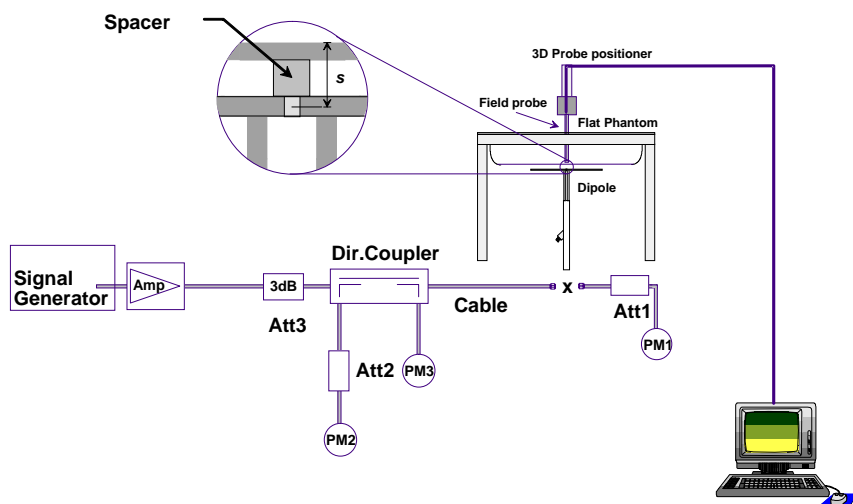 Spacer
s
3D Probe positioner
Field probe
Flat Phantom
Dipole
Signal
Generator
Amp
3dB
Att3
Dir.Coupler
Cable
x
Att1
PM1
Att2
PM3
PM2